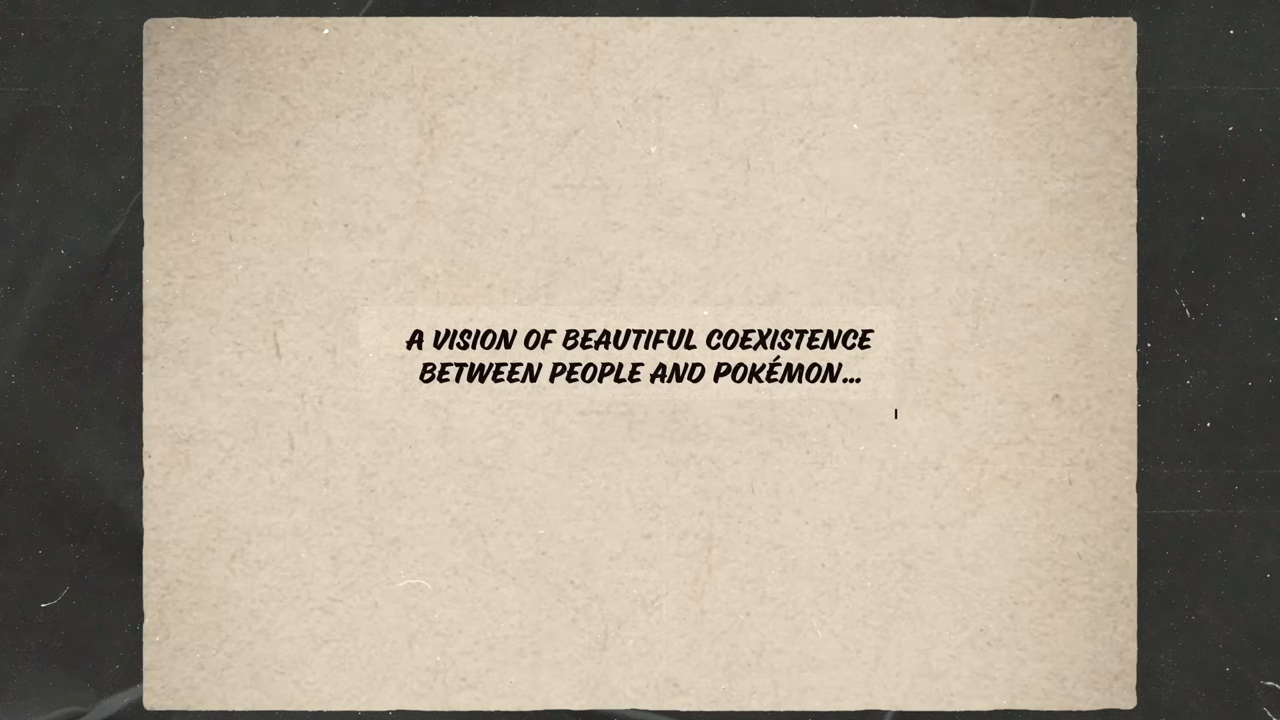 A VISION OF BEAUTIFUL COEXISTENCE
BETWEEN PEOPLE AND POKÉMON...